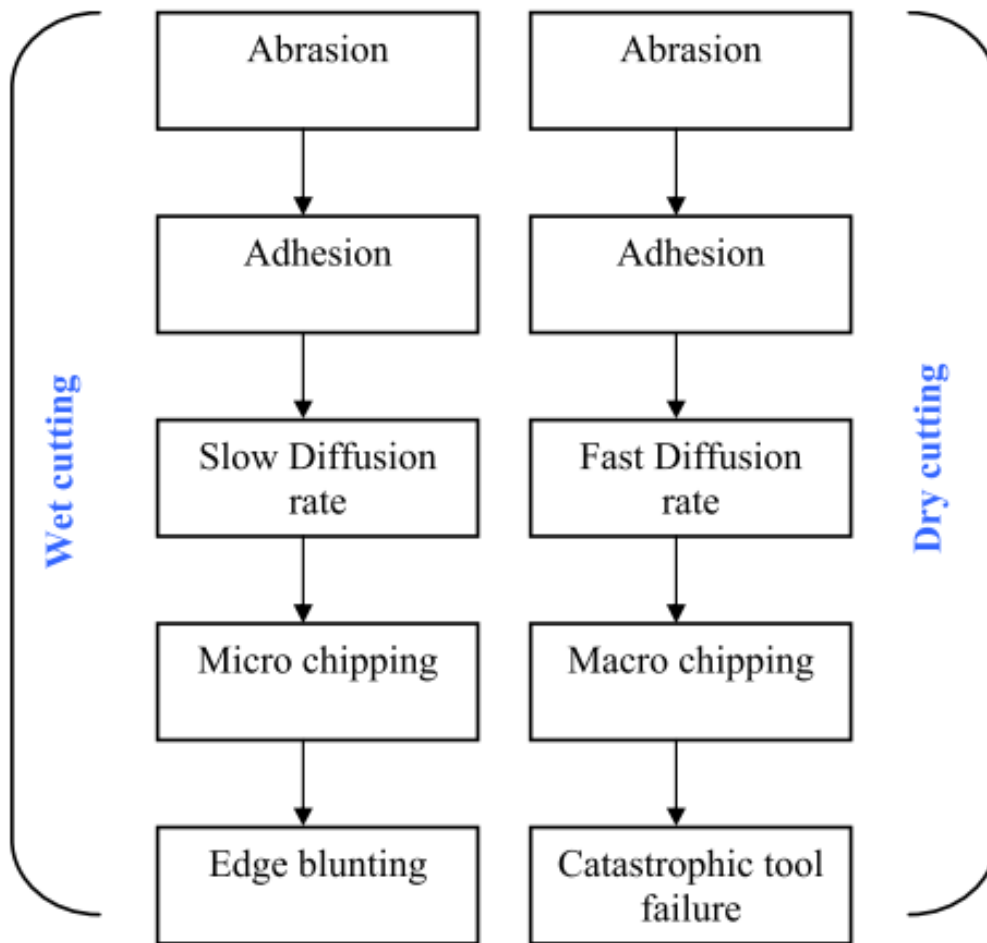 Wet cutting
Abrasion
Adhesion
Slow Diffusion
rate
Micro chipping
Edge blunting
Abrasion
Adhesion
Fast Diffusion
rate
Macro chipping
Catastrophic tool
failure
Dry cutting